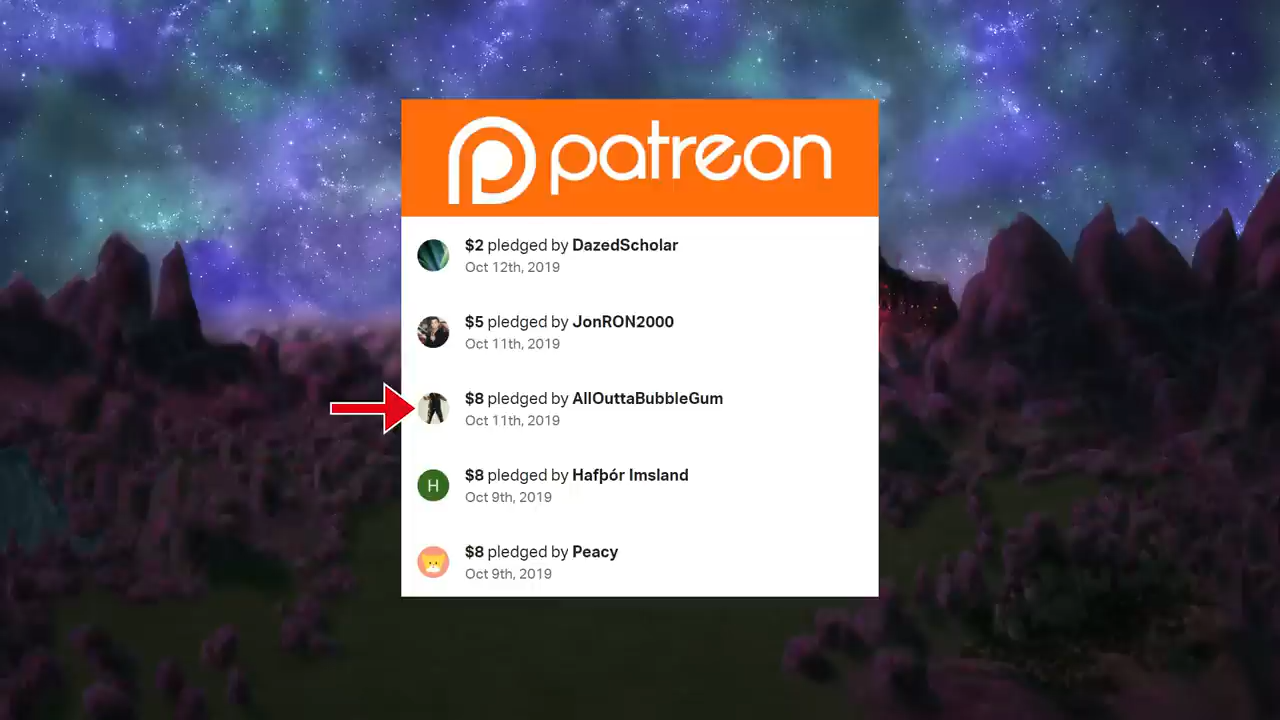 patreon
$2 pledged by DazedScholar
Oct 12th, 2019
$5 pledged by JonRON2000
Oct 11th, 2019
$8 pledged by AllOuttaBubbleGum
Oct 11th, 2019
H
$8 pledged by Hafþór Imsland
Oct 9th, 2019
$8 pledged by Peacy
Oct 9th, 2019